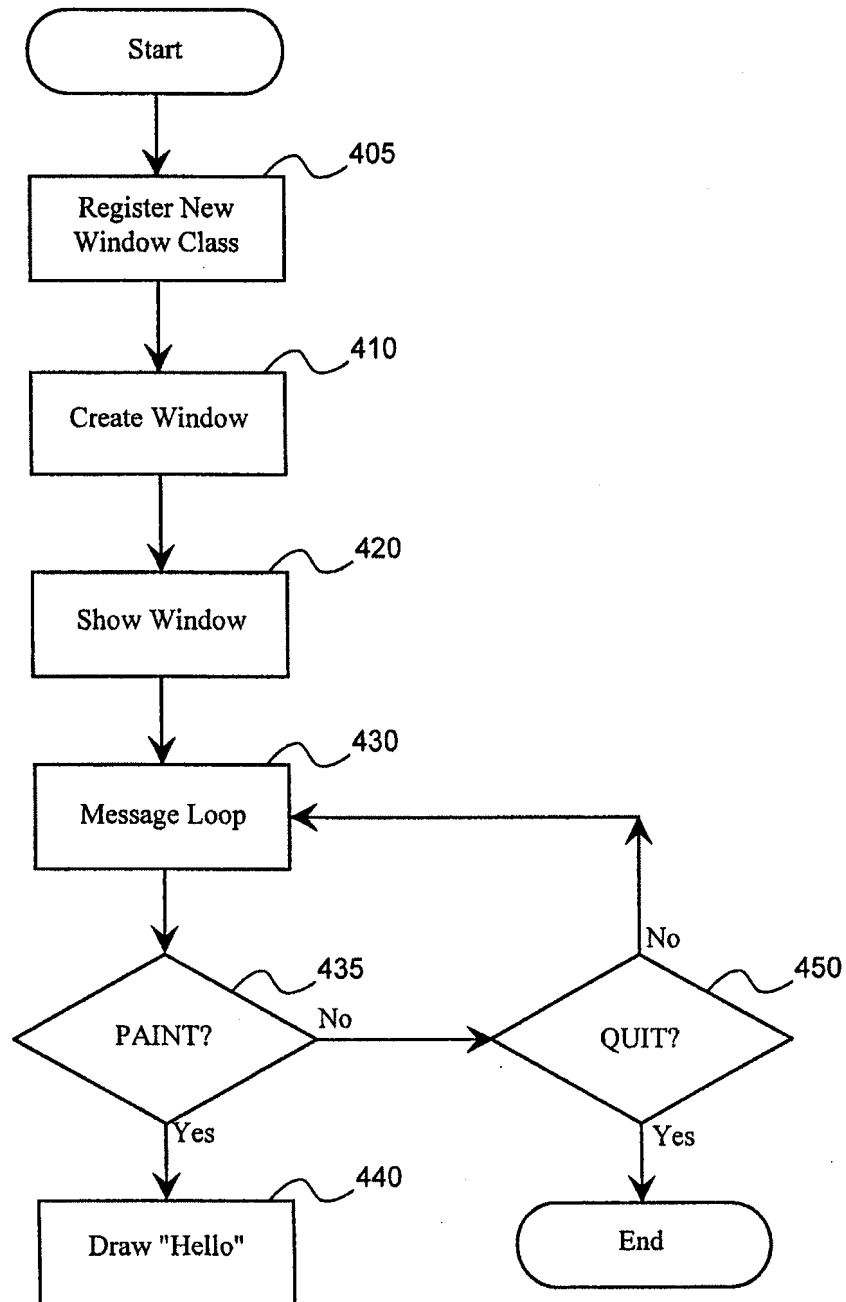 Start
405
Register New
Window Class
410
Create Window
420
Show Window
430
Message Loop
No
435
450
PAINT?
No
QUIT?
Yes
Yes
440
Draw "Hello"
End